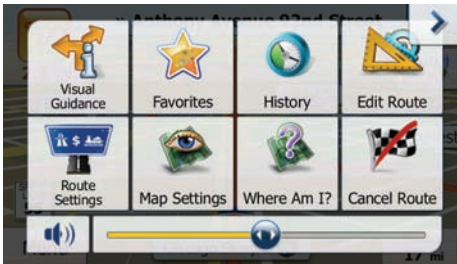 Anthony Avenue 92nd Street
Visual
Guidance
Favorites
History
Edit Route
$
Route
Settings
Map Settings
Where Am I?
Cancel Route
17 mi